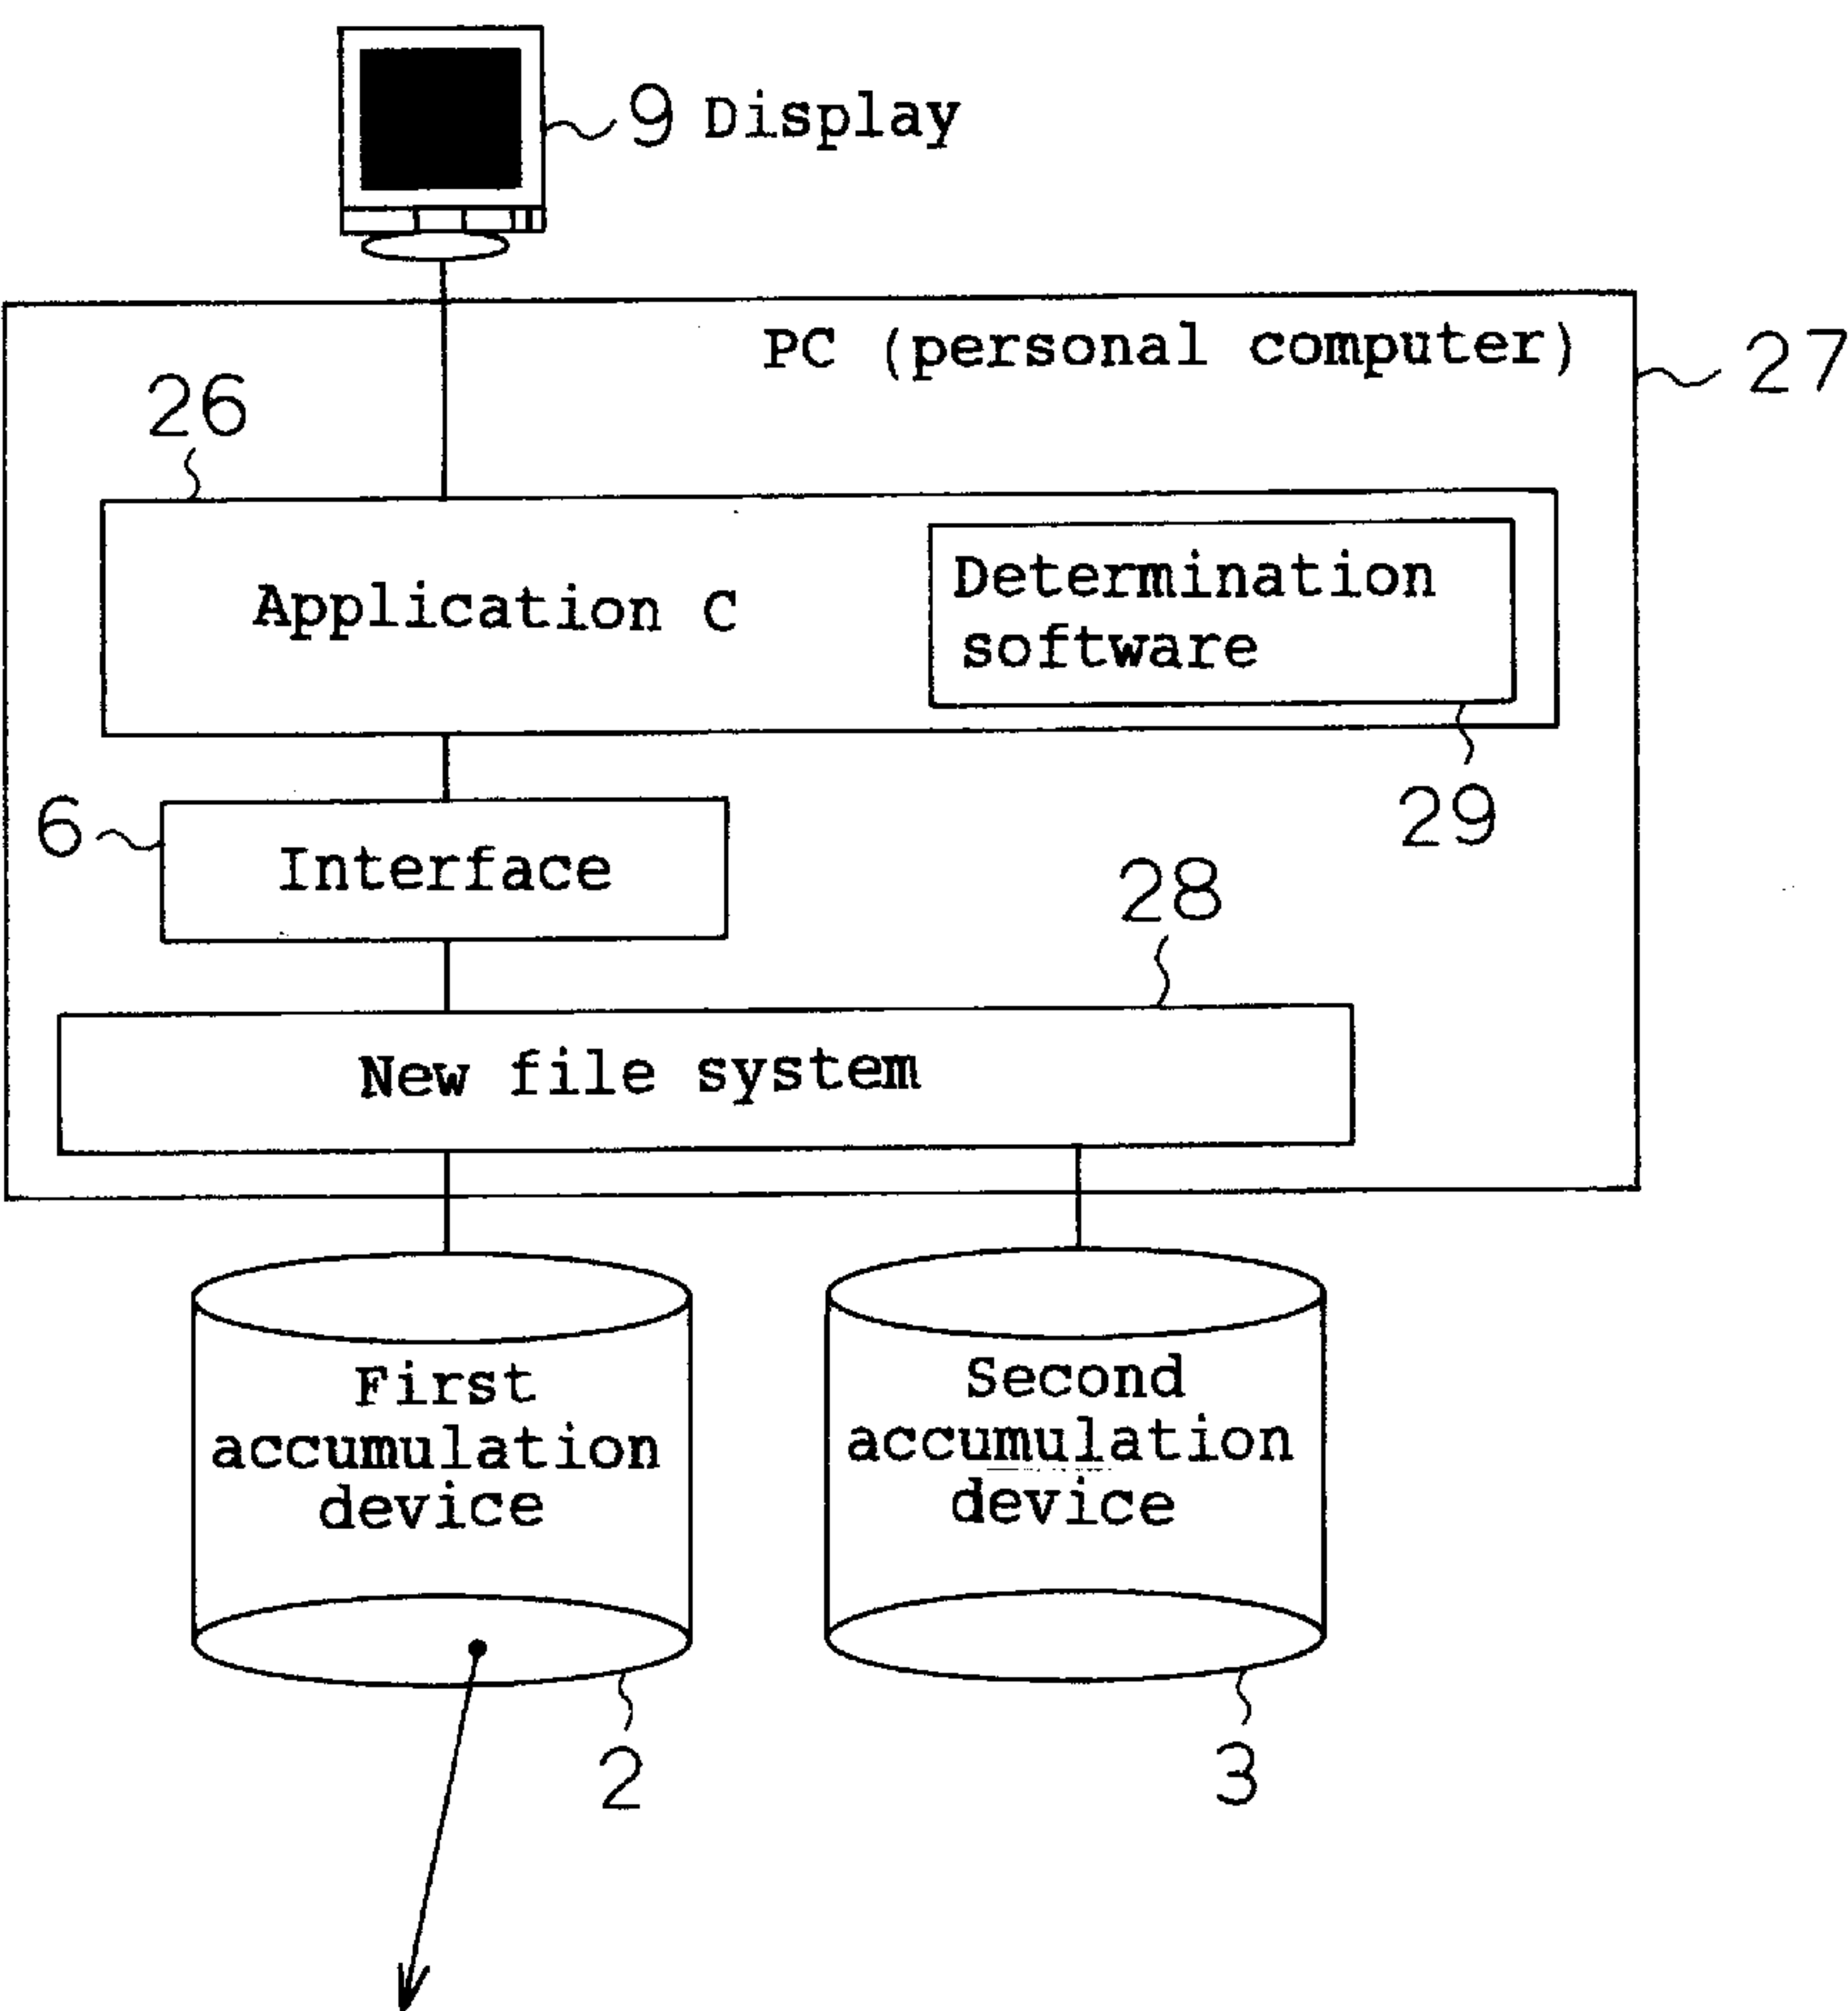 9 Display
PC (personal computer)
27
26
Application C
Determination
software
29
6
Interface
28
New file system
First
accumulation
device
Second
accumulation
device
2
3